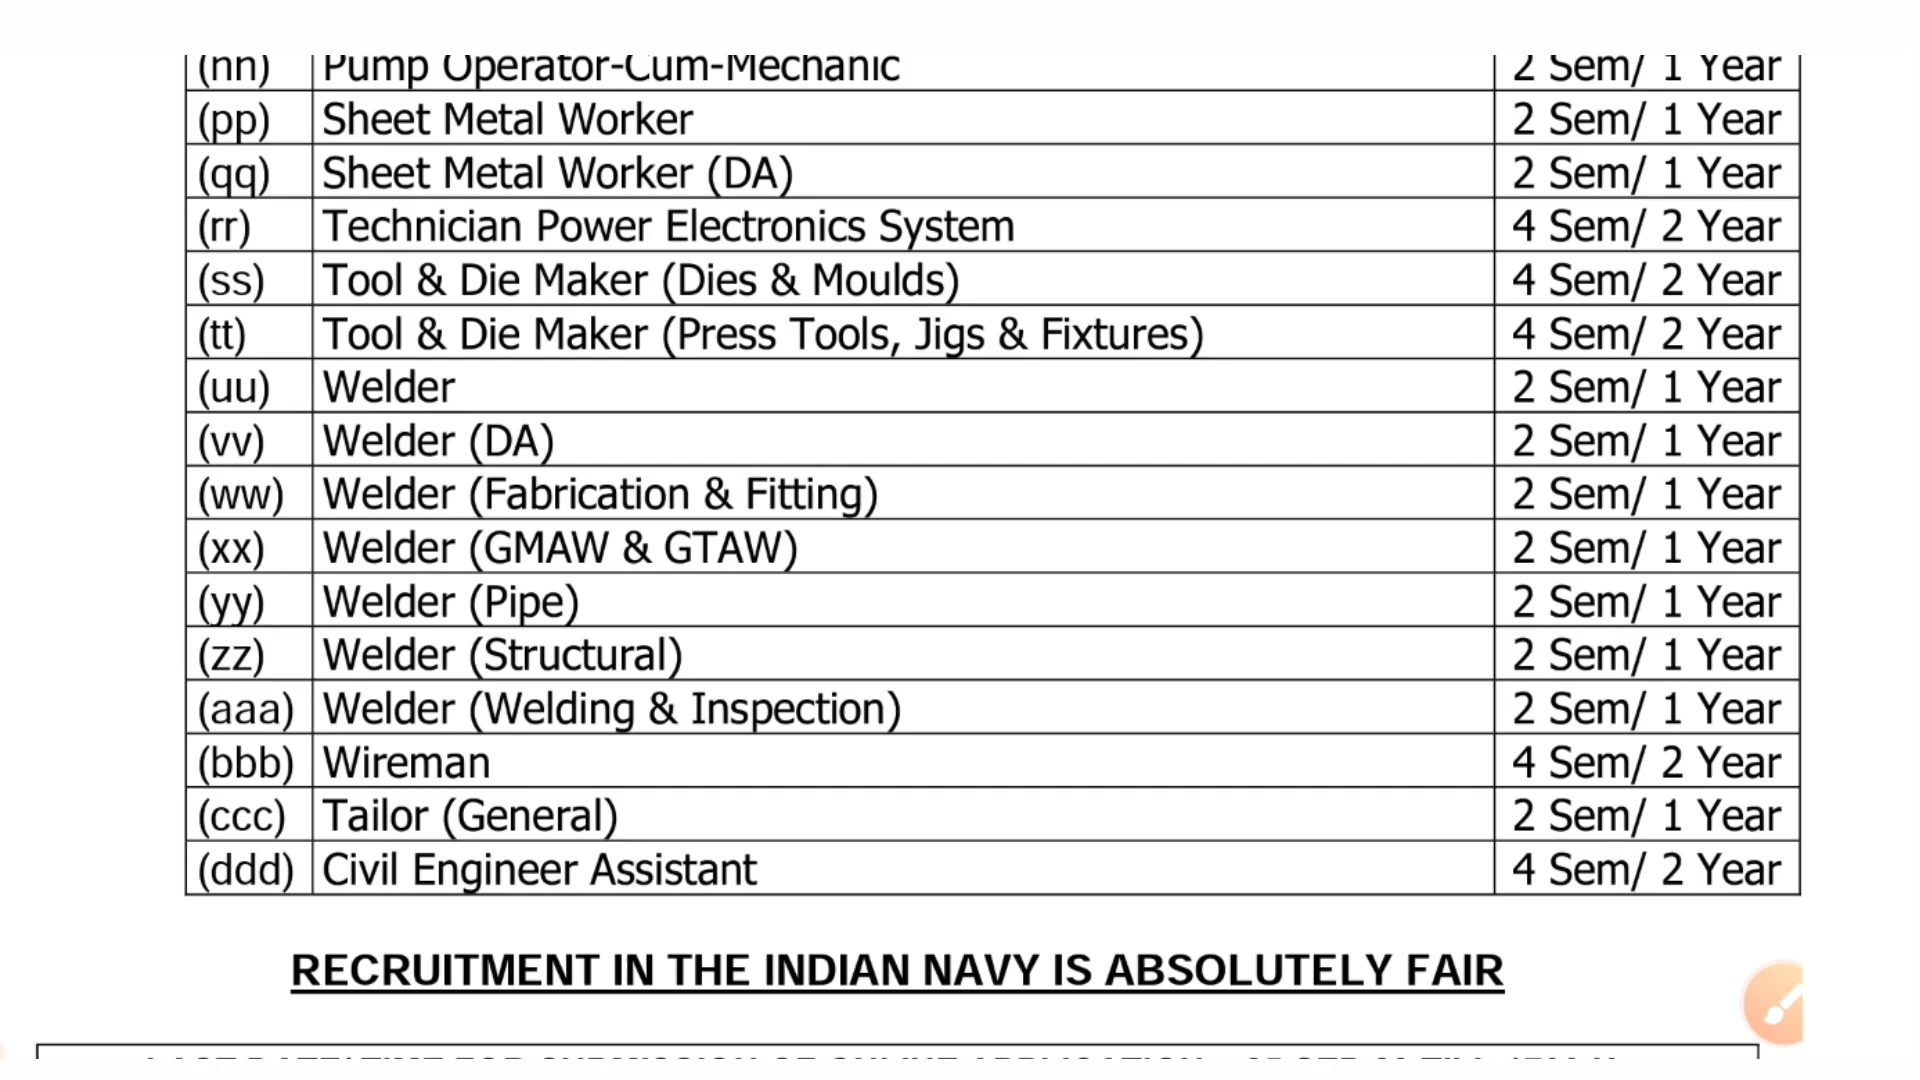 (nn) Pump Operator-Cum-Mechanic 2 Sem/ 1 Year
(pp) Sheet Metal Worker 2 Sem/ 1 Year
(qq) Sheet Metal Worker (DA) 2 Sem/ 1 Year
(rr) Technician Power Electronics System 4 Sem/ 2 Year
(ss) Tool & Die Maker (Dies & Moulds) 4 Sem/ 2 Year
(tt) Tool & Die Maker (Press Tools, Jigs & Fixtures) 4 Sem/ 2 Year
(uu) Welder 2 Sem/ 1 Year
(vv) Welder (DA) 2 Sem/ 1 Year
(ww) Welder (Fabrication & Fitting) 2 Sem/ 1 Year
(xx) Welder (GMAW & GTAW) 2 Sem/ 1 Year
(yy) Welder (Pipe) 2 Sem/ 1 Year
(zz) Welder (Structural) 2 Sem/ 1 Year
(aaa) Welder (Welding & Inspection) 2 Sem/ 1 Year
(bbb) Wireman 4 Sem/ 2 Year
(ccc) Tailor (General) 2 Sem/ 1 Year
(ddd) Civil Engineer Assistant 4 Sem/ 2 Year
RECRUITMENT IN THE INDIAN NAVY IS ABSOLUTELY FAIR